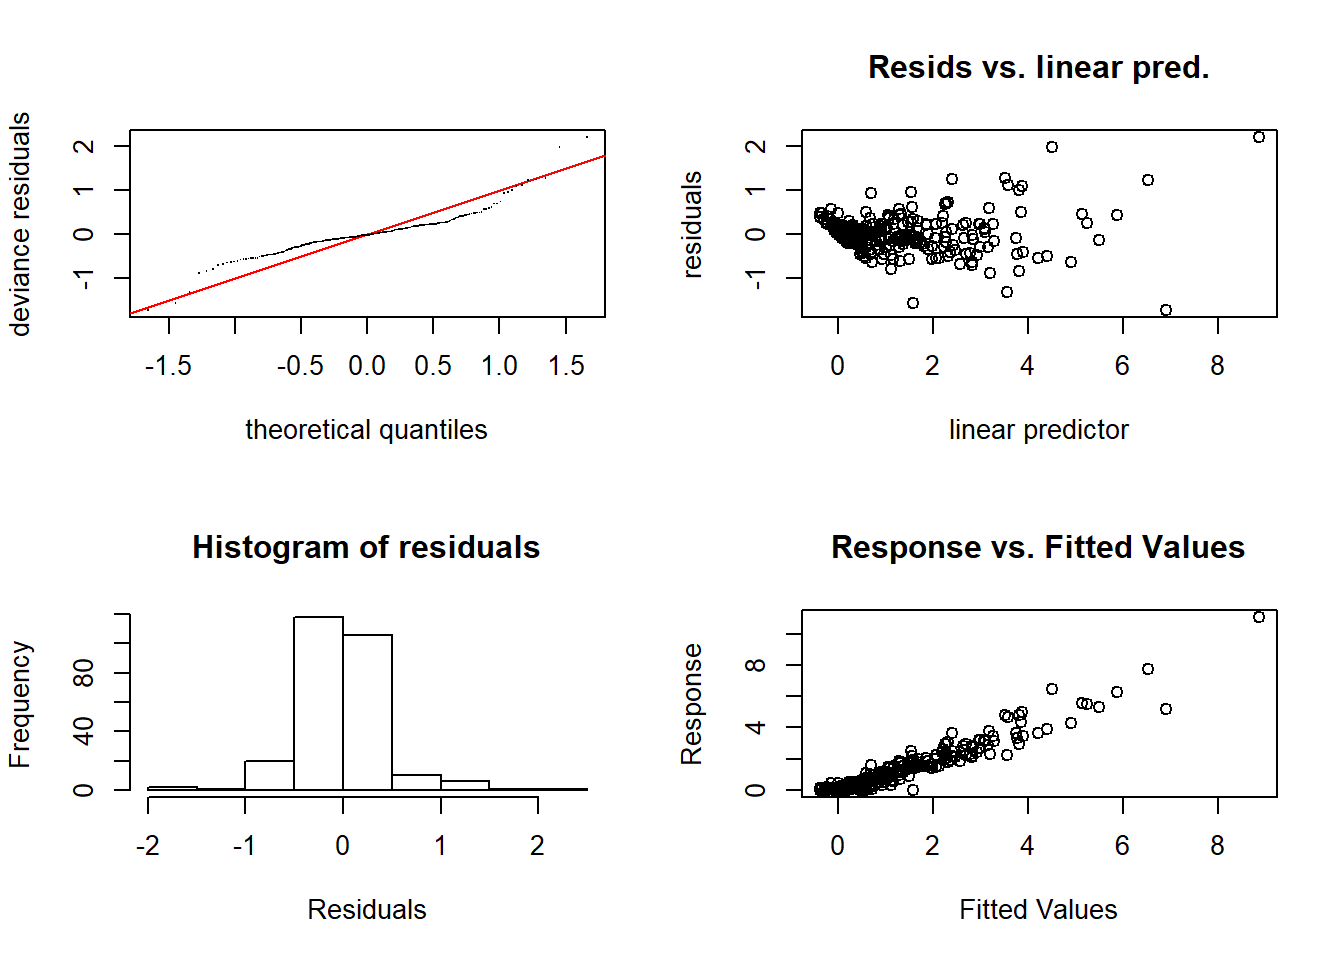 deviance residuals
2
1
0
-1
-1.5 -0.5 0.0 0.5 1.0 1.5
theoretical quantiles
Resids vs. linear pred.
residuals
2
1
0
-1
0 2 4 6 8
linear predictor
Histogram of residuals
Frequency
80
40
0
-2 -1 0 1 2
Residuals
Response vs. Fitted Values
Response
8
4
0
0 2 4 6 8
Fitted Values